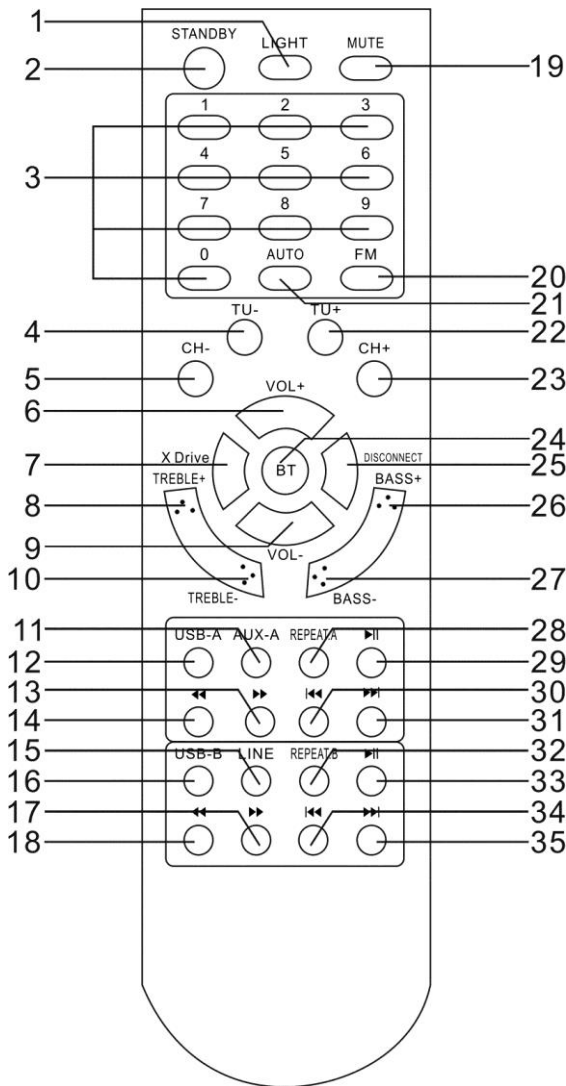 1
STANDBY LIGHT MUTE
2 19
1 2 3
4 5 6
3
7 8 9
0 AUTO FM
20
21
TU- TU+
4 22
CH- CH+
5 23
VOL+
6
24
7 X Drive BT DISCONNECT 25
TREBLE+ BASS+
8 26
9 VOL-
10 27
TREBLE- BASS-
11 28
USB-A AUX-A REPEAT.A ▶II
12 29
13 30
◀◀ ▶▶ I◀◀ ▶▶I
14 31
15 32
USB-B LINE REPEAT.B ▶II
16 33
17 34
◀◀ ▶▶ I◀◀ ▶▶I
18 35